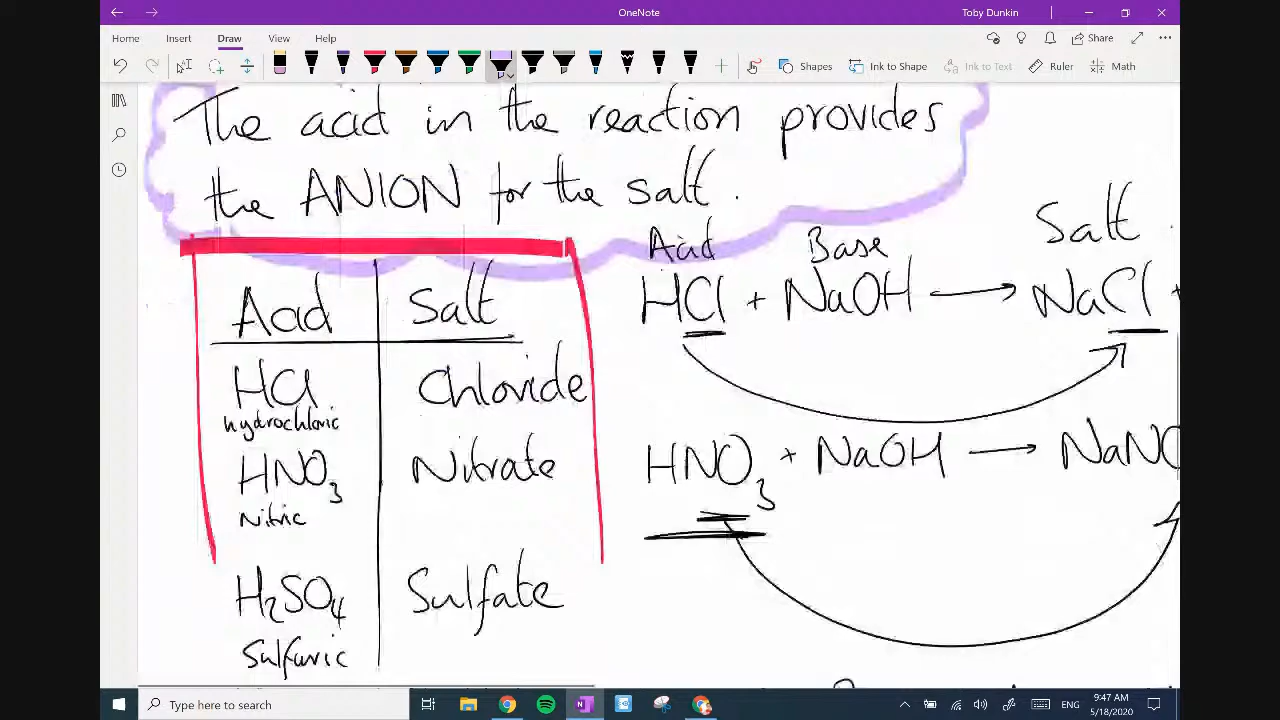 OneNote
Toby Dunkin
Home Insert Draw View Help
Share
Shapes Ink to Shape Ink to Text Ruler Math
The acid in the reaction provides
the ANION for the salt.
Acid Base Salt
HCl + NaOH → NaCl +
HNO3 + NaOH → NaNO
Acid Salt
HCl Chloride
hydrochloric
HNO3 Nitrate
Nitric
H2SO4 Sulfate
Sulfuric
Type here to search
9:47 AM
5/18/2020